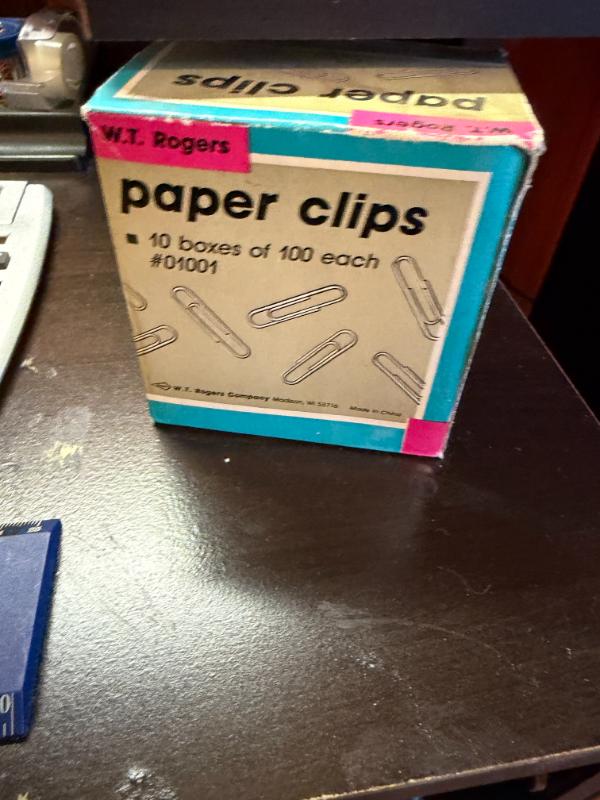 paper clips
W.T. Rogers
W.T. Rogers
paper clips
■ 10 boxes of 100 each
#01001
W.T. Rogers Company Madison, WI 53716 Made in China